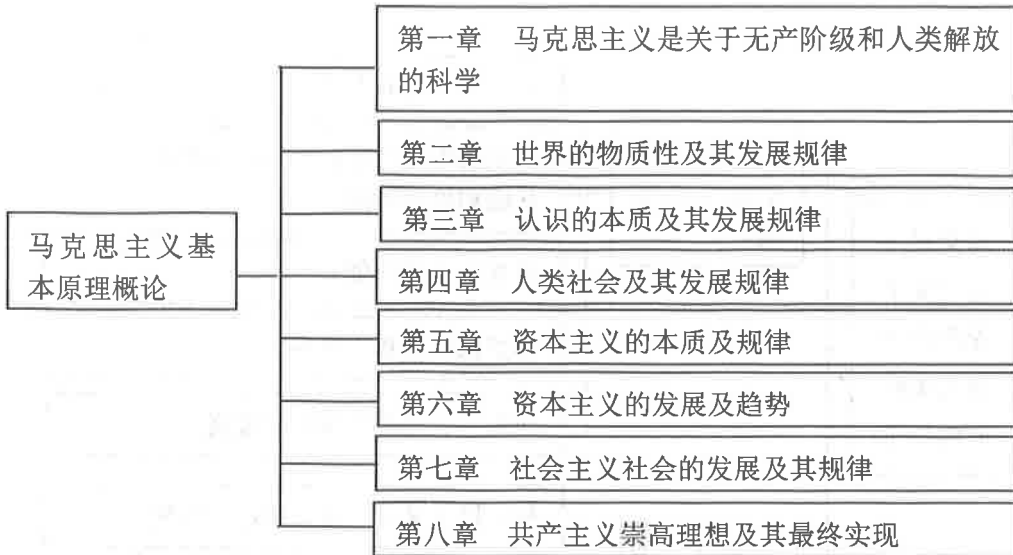 马克思主义基
本原理概论
第一章 马克思主义是关于无产阶级和人类解放
的科学
第二章 世界的物质性及其发展规律
第三章 认识的本质及其发展规律
第四章 人类社会及其发展规律
第五章 资本主义的本质及规律
第六章 资本主义的发展及趋势
第七章 社会主义社会的发展及其规律
第八章 共产主义崇高理想及其最终实现